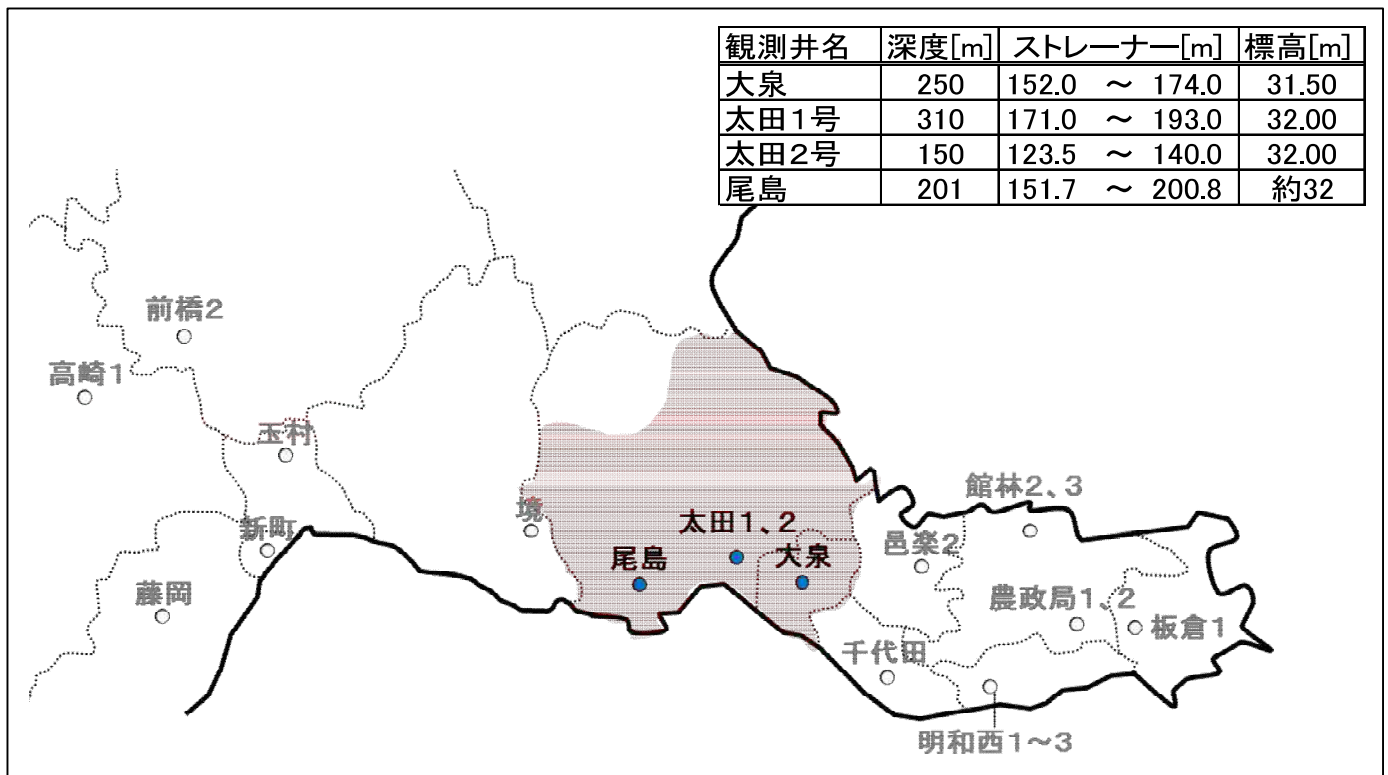 観測井名 深度[m] ストレーナー[m] 標高[m]
大泉 250 152.0 ～ 174.0 31.50
太田1号 310 171.0 ～ 193.0 32.00
太田2号 150 123.5 ～ 140.0 32.00
尾島 201 151.7 ～ 200.8 約32
前橋2
高崎1
玉村
境
館林2、3
太田1、2
新町
邑楽2
尾島
大泉
藤岡
農政局1、2
板倉1
千代田
明和西1～3